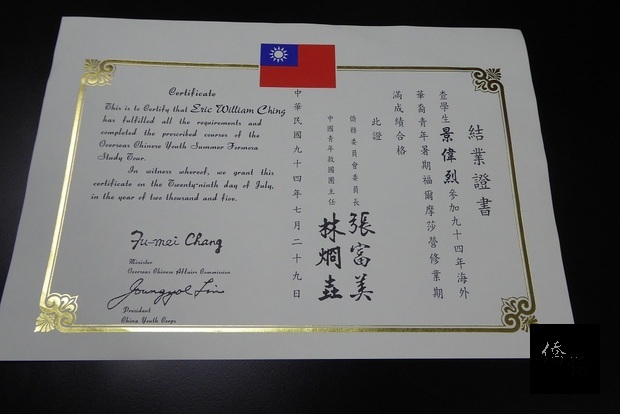 Certificate
This is to Certify that Eric William Ching
has fulfilled all the requirements and
completed the prescribed courses of the
Overseas Chinese Youth Summer Formosa
Study Tour.
In witness whereof, we grant this
certificate on the Twenty-ninth day of July,
in the year of two thousand and five.
Fu-mei Chang
Minister
Overseas Chinese Affairs Commission
Jounggol Lin
President
China Youth Corps
結業證書
查學生景偉烈參加九十四年海外
華裔青年暑期福爾摩莎營修業期
滿成績合格
此證
僑務委員會委員長 張富美
中國青年救國團主任 林烱垚
中華民國九十四年七月二十九日
僑